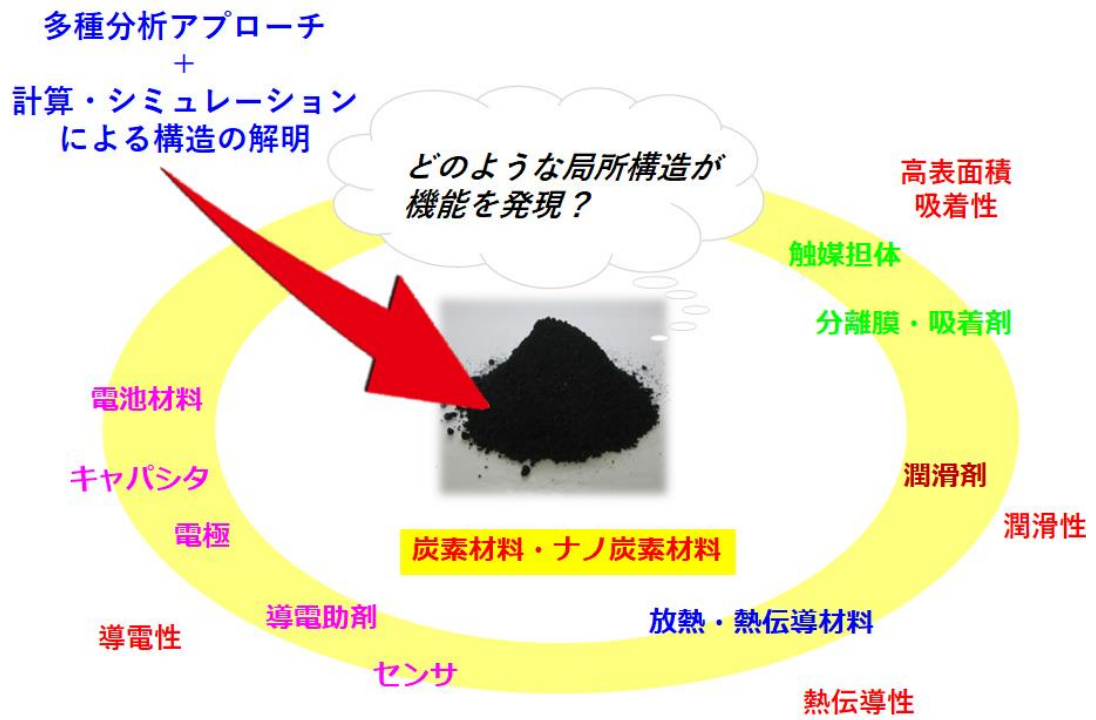 多種分析アプローチ
+
計算・シミュレーション
による構造の解明
どのような局所構造が
機能を発現？
高表面積
吸着性
触媒担体
分離膜・吸着剤
電池材料
キャパシタ
電極
潤滑剤
潤滑性
炭素材料・ナノ炭素材料
導電助剤
放熱・熱伝導材料
導電性
センサ
熱伝導性